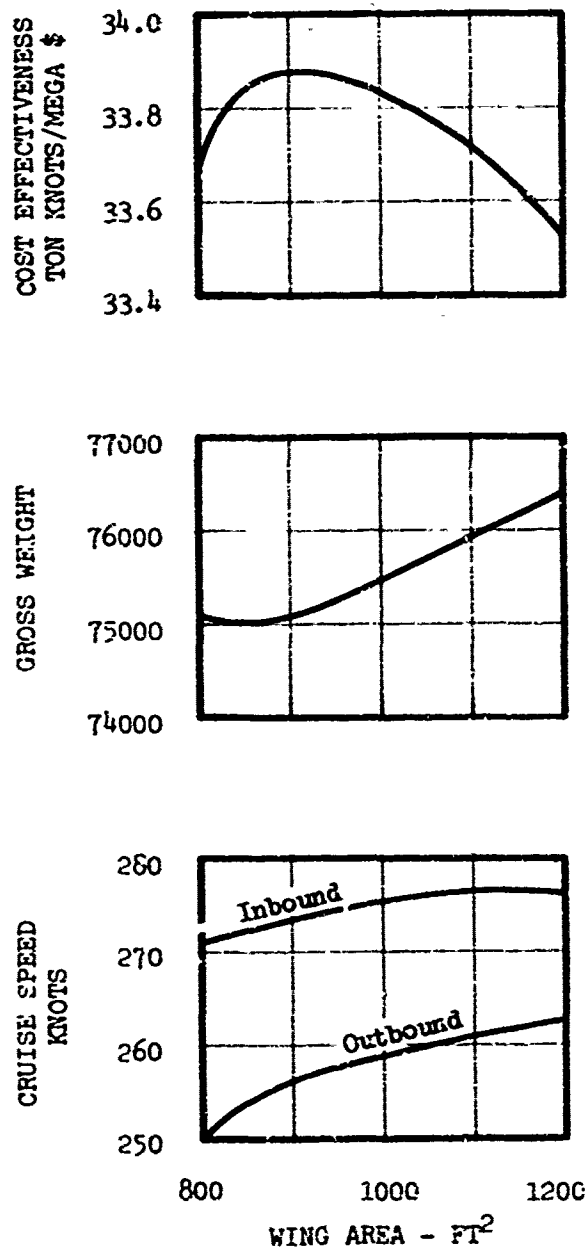 COST EFFECTIVENESS
TON KNOTS/MEGA $
34.0
33.8
33.6
33.4
GROSS WEIGHT
77000
76000
75000
74000
CRUISE SPEED
KNOTS
280
270
260
250
Inbound
Outbound
800 1000 1200
WING AREA - FT²